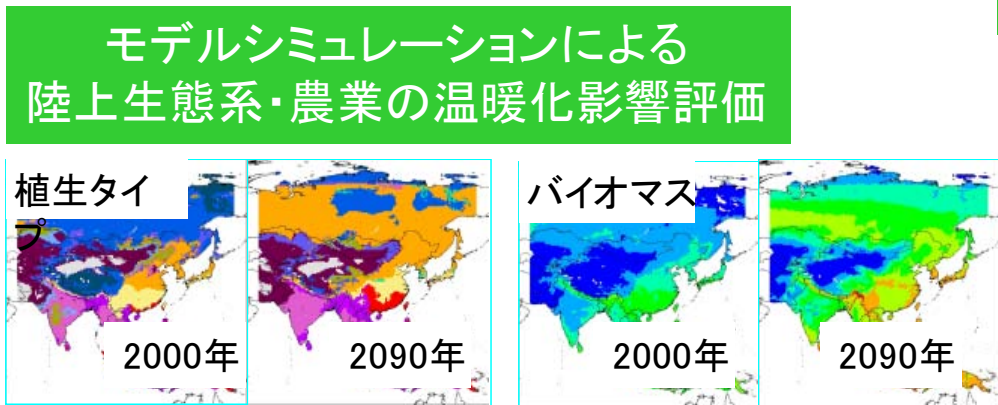 モデルシミュレーションによる
陸上生態系・農業の温暖化影響評価
植生タイ
プ
2000年
2090年
バイオマス
2000年
2090年